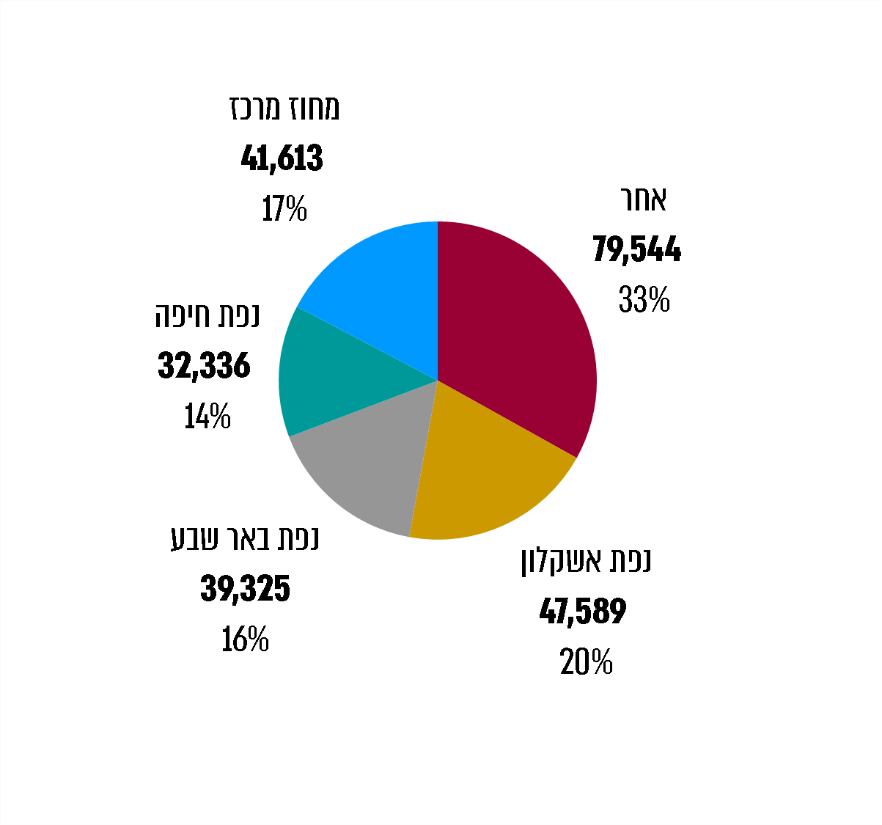 מחוז מרכז
41,613
17%
אחר
79,544
33%
נפת חיפה
32,336
14%
נפת באר שבע
39,325
16%
נפת אשקלון
47,589
20%